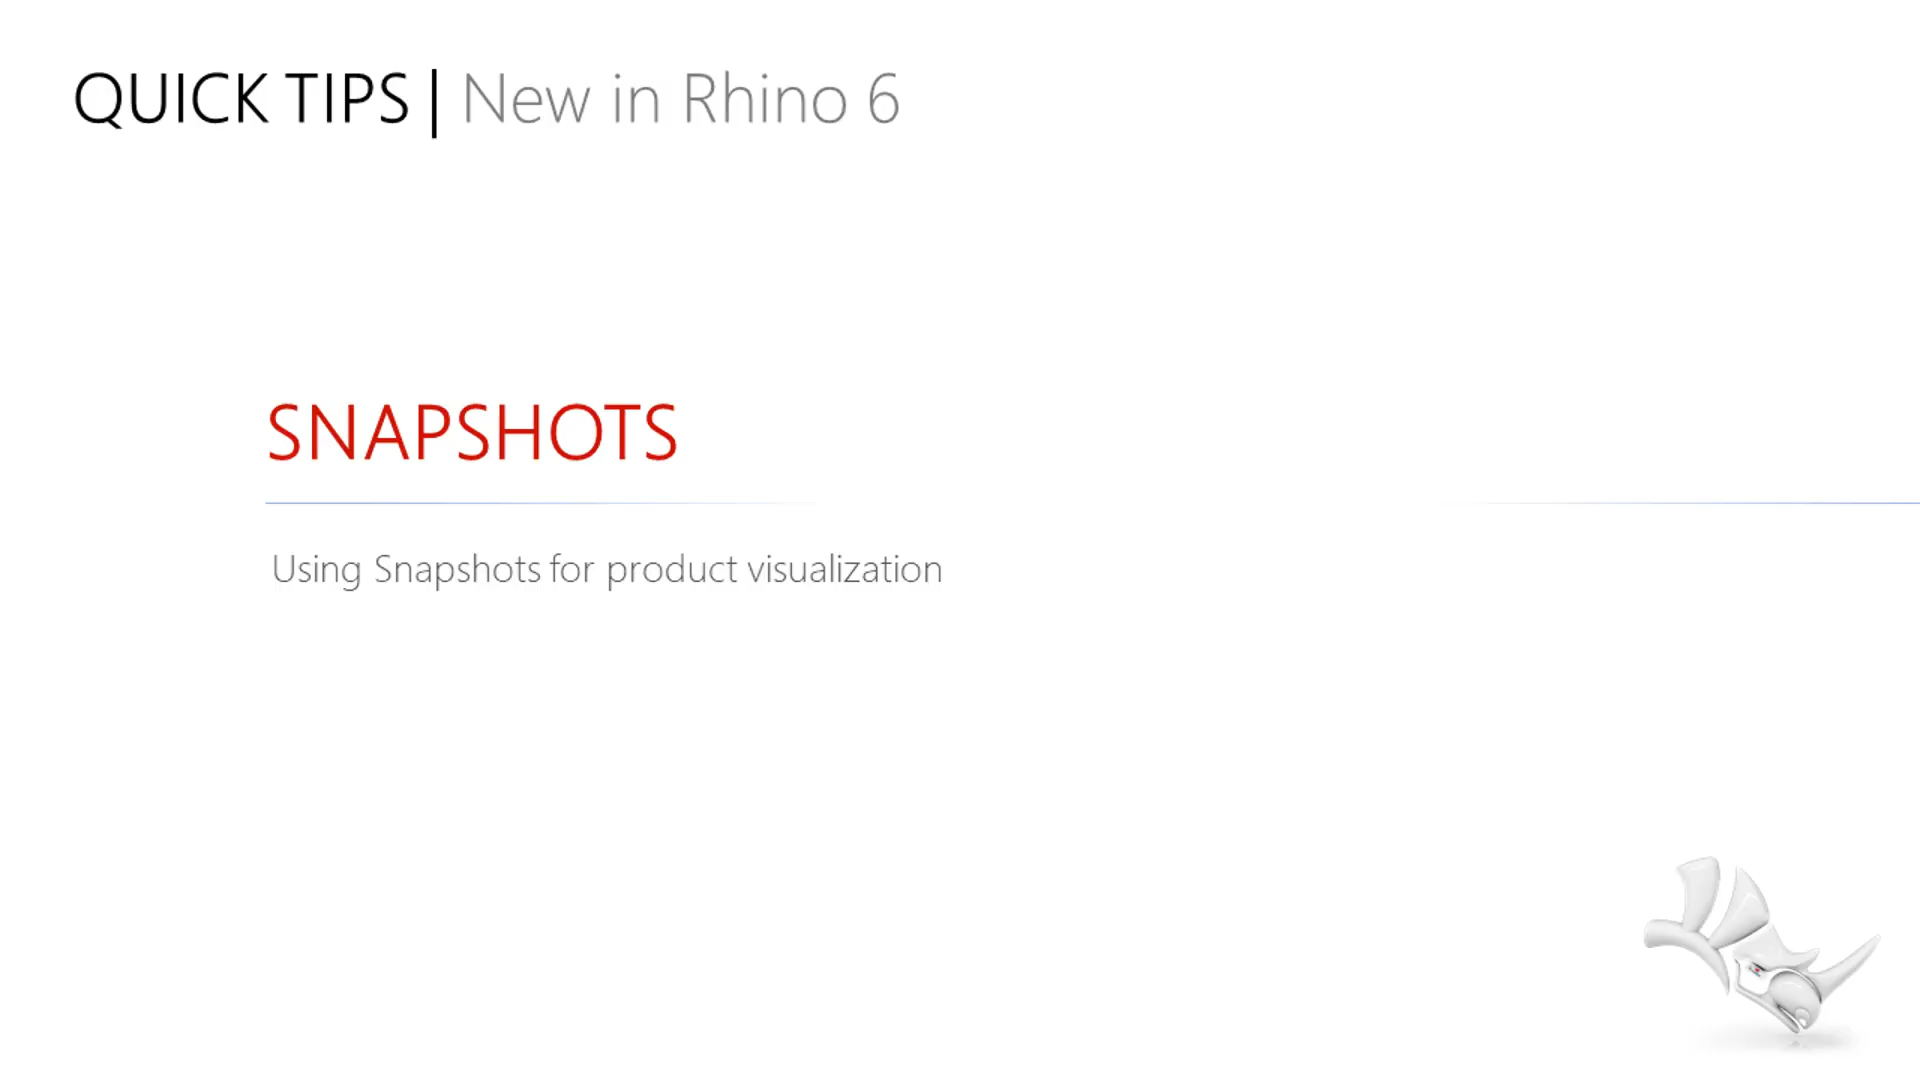 QUICK TIPS | New in Rhino 6
SNAPSHOTS
Using Snapshots for product visualization